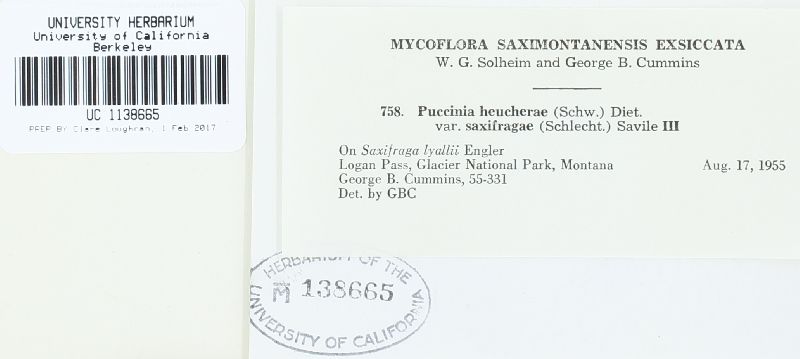 UNIVERSITY HERBARIUM
University of California
Berkeley
UC 1138665
PREP BY Clare Loughran, 1 Feb 2017
MYCOFLORA SAXIMONTANENSIS EXSICCATA
W. G. Solheim and George B. Cummins
758. Puccinia heucherae (Schw.) Diet.
var. saxifragae (Schlecht.) Savile III
On Saxifraga lyallii Engler
Logan Pass, Glacier National Park, Montana Aug. 17, 1955
George B. Cummins, 55-331
Det. by GBC
HERBARIUM OF THE
M 138665
UNIVERSITY OF CALIFORNIA